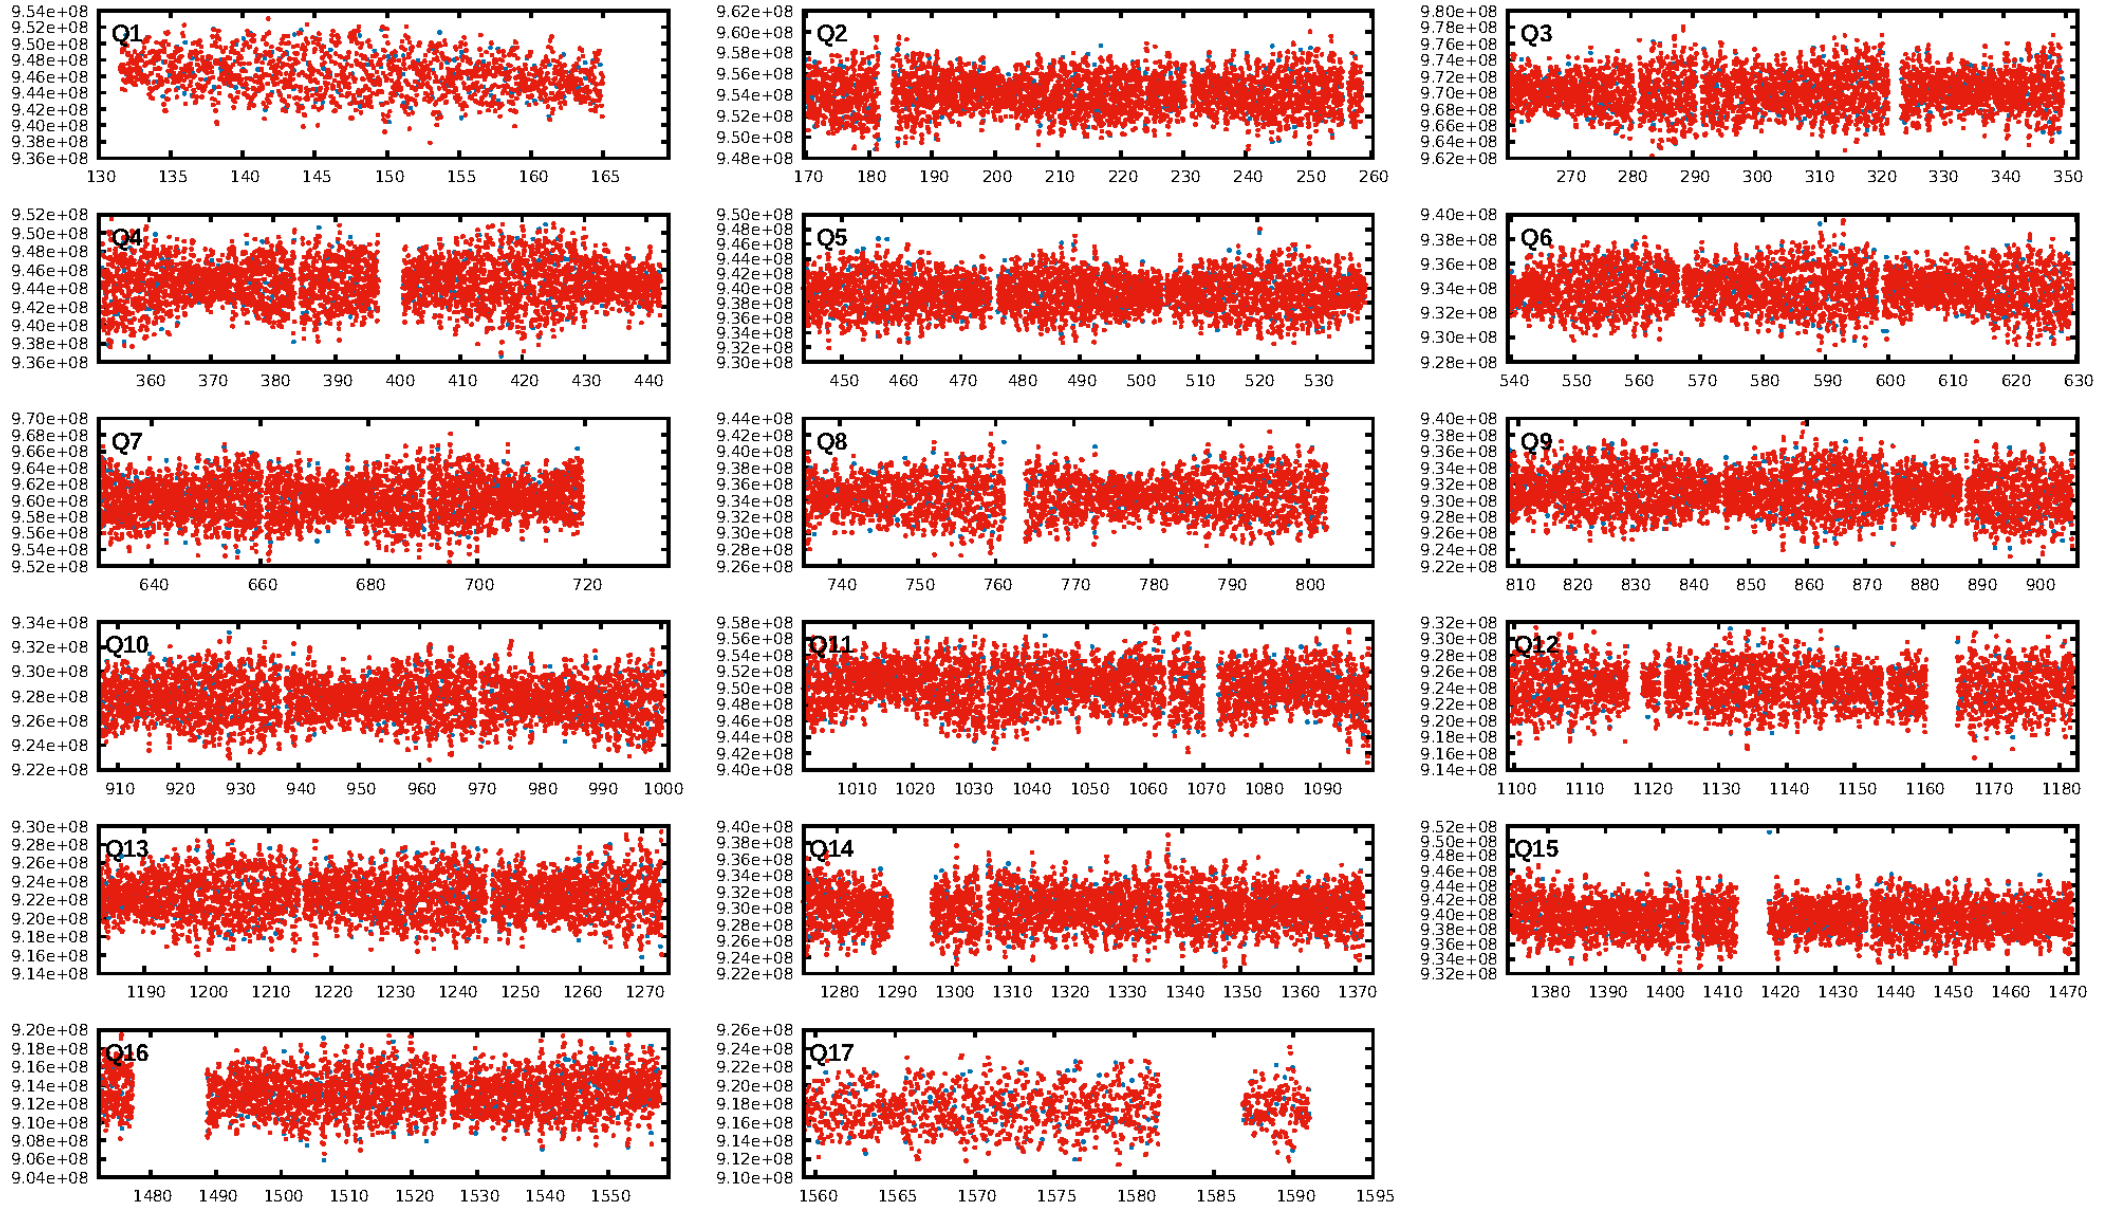 Q1
9.54e+08
9.52e+08
9.50e+08
9.48e+08
9.46e+08
9.44e+08
9.42e+08
9.40e+08
9.38e+08
9.36e+08
130 135 140 145 150 155 160 165
Q2
9.62e+08
9.60e+08
9.58e+08
9.56e+08
9.54e+08
9.52e+08
9.50e+08
9.48e+08
170 180 190 200 210 220 230 240 250 260
Q3
9.80e+08
9.78e+08
9.76e+08
9.74e+08
9.72e+08
9.70e+08
9.68e+08
9.66e+08
9.64e+08
9.62e+08
270 280 290 300 310 320 330 340 350
Q4
9.52e+08
9.50e+08
9.48e+08
9.46e+08
9.44e+08
9.42e+08
9.40e+08
9.38e+08
9.36e+08
360 370 380 390 400 410 420 430 440
Q5
9.50e+08
9.48e+08
9.46e+08
9.44e+08
9.42e+08
9.40e+08
9.38e+08
9.36e+08
9.34e+08
9.32e+08
9.30e+08
450 460 470 480 490 500 510 520 530
Q6
9.40e+08
9.38e+08
9.36e+08
9.34e+08
9.32e+08
9.30e+08
9.28e+08
540 550 560 570 580 590 600 610 620 630
Q7
9.70e+08
9.68e+08
9.66e+08
9.64e+08
9.62e+08
9.60e+08
9.58e+08
9.56e+08
9.54e+08
9.52e+08
640 660 680 700 720
Q8
9.44e+08
9.42e+08
9.40e+08
9.38e+08
9.36e+08
9.34e+08
9.32e+08
9.30e+08
9.28e+08
9.26e+08
740 750 760 770 780 790 800
Q9
9.40e+08
9.38e+08
9.36e+08
9.34e+08
9.32e+08
9.30e+08
9.28e+08
9.26e+08
9.24e+08
9.22e+08
810 820 830 840 850 860 870 880 890 900
Q10
9.34e+08
9.32e+08
9.30e+08
9.28e+08
9.26e+08
9.24e+08
9.22e+08
910 920 930 940 950 960 970 980 990 1000
Q11
9.58e+08
9.56e+08
9.54e+08
9.52e+08
9.50e+08
9.48e+08
9.46e+08
9.44e+08
9.42e+08
9.40e+08
1010 1020 1030 1040 1050 1060 1070 1080 1090
Q12
9.32e+08
9.30e+08
9.28e+08
9.26e+08
9.24e+08
9.22e+08
9.20e+08
9.18e+08
9.16e+08
9.14e+08
1100 1110 1120 1130 1140 1150 1160 1170 1180
Q13
9.30e+08
9.28e+08
9.26e+08
9.24e+08
9.22e+08
9.20e+08
9.18e+08
9.16e+08
9.14e+08
1190 1200 1210 1220 1230 1240 1250 1260 1270
Q14
9.40e+08
9.38e+08
9.36e+08
9.34e+08
9.32e+08
9.30e+08
9.28e+08
9.26e+08
9.24e+08
9.22e+08
1280 1290 1300 1310 1320 1330 1340 1350 1360 1370
Q15
9.52e+08
9.50e+08
9.48e+08
9.46e+08
9.44e+08
9.42e+08
9.40e+08
9.38e+08
9.36e+08
9.34e+08
9.32e+08
1380 1390 1400 1410 1420 1430 1440 1450 1460 1470
Q16
9.20e+08
9.18e+08
9.16e+08
9.14e+08
9.12e+08
9.10e+08
9.08e+08
9.06e+08
9.04e+08
1480 1490 1500 1510 1520 1530 1540 1550
Q17
9.26e+08
9.24e+08
9.22e+08
9.20e+08
9.18e+08
9.16e+08
9.14e+08
9.12e+08
9.10e+08
1560 1565 1570 1575 1580 1585 1590 1595